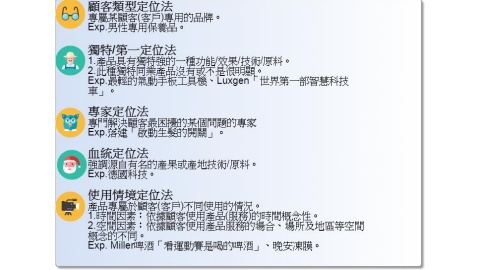 顧客類型定位法
專屬某顧客(客戶)專用的品牌。
Exp.男性專用保養品。
獨特/第一定位法
1.產品具有獨特強的一種功能/效果/技術/原料。
2.此種獨特同業產品沒有或不是很明顯。
Exp.最輕的氣動手板工具機、Luxgen「世界第一部智慧科技
車」。
專家定位法
專門解決顧客最困擾的某個問題的專家
Exp.落建「啟動生髮的開關」。
血統定位法
強調源自有名的產果或產地技術/原料。
Exp.德國科技。
使用情境定位法
產品專屬於顧客(客戶)不同使用的情況。
1.時間因素：依據顧客使用產品(服務)的時間概念性。
2.空間因素：依據顧客使用產品服務的場合、場所及地區等空間
概念的不同。
Exp. Miller啤酒「看運動賽是喝的啤酒」、晚安凍膜。